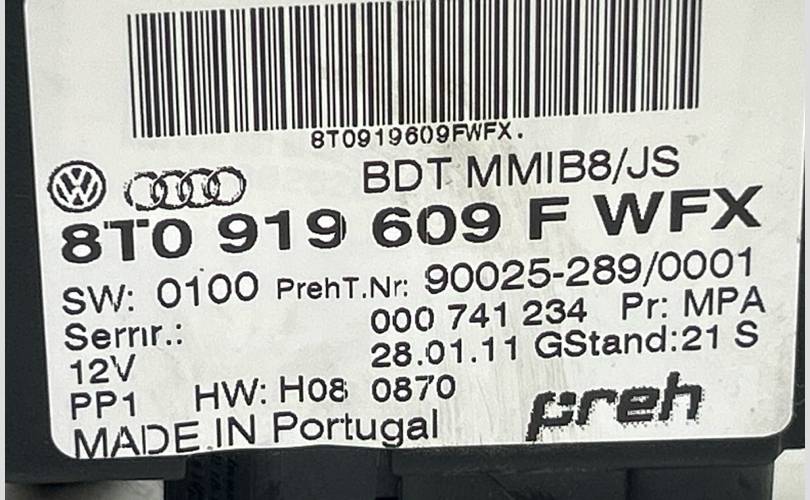 8T0919609FWFX.
BDT MMIB8/JS
8T0 919 609 F WFX
SW: 0100 PrehT.Nr: 90025-289/0001
Sernr.: 000 741 234 Pr: MPA
12V 28.01.11 GStand:21 S
PP1 HW: H08 0870
MADE IN Portugal preh